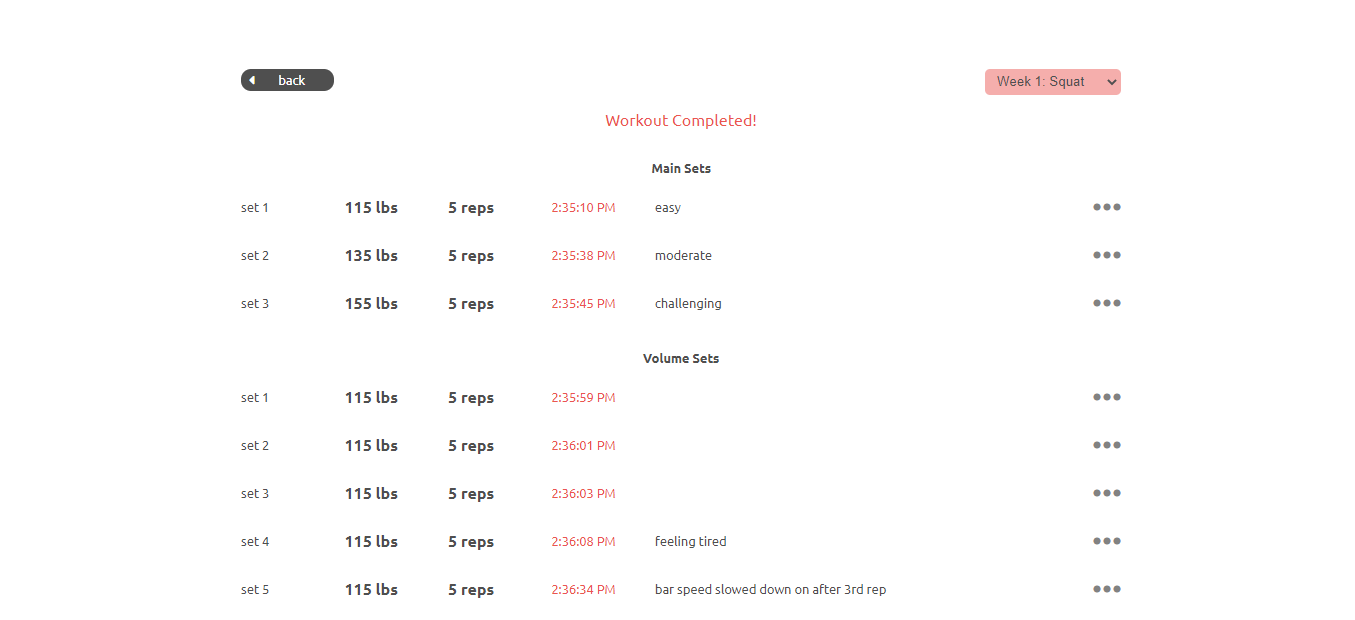 back
Week 1: Squat
Workout Completed!
Main Sets
set 1 115 lbs 5 reps 2:35:10 PM easy
set 2 135 lbs 5 reps 2:35:38 PM moderate
set 3 155 lbs 5 reps 2:35:45 PM challenging
Volume Sets
set 1 115 lbs 5 reps 2:35:59 PM
set 2 115 lbs 5 reps 2:36:01 PM
set 3 115 lbs 5 reps 2:36:03 PM
set 4 115 lbs 5 reps 2:36:08 PM feeling tired
set 5 115 lbs 5 reps 2:36:34 PM bar speed slowed down on after 3rd rep